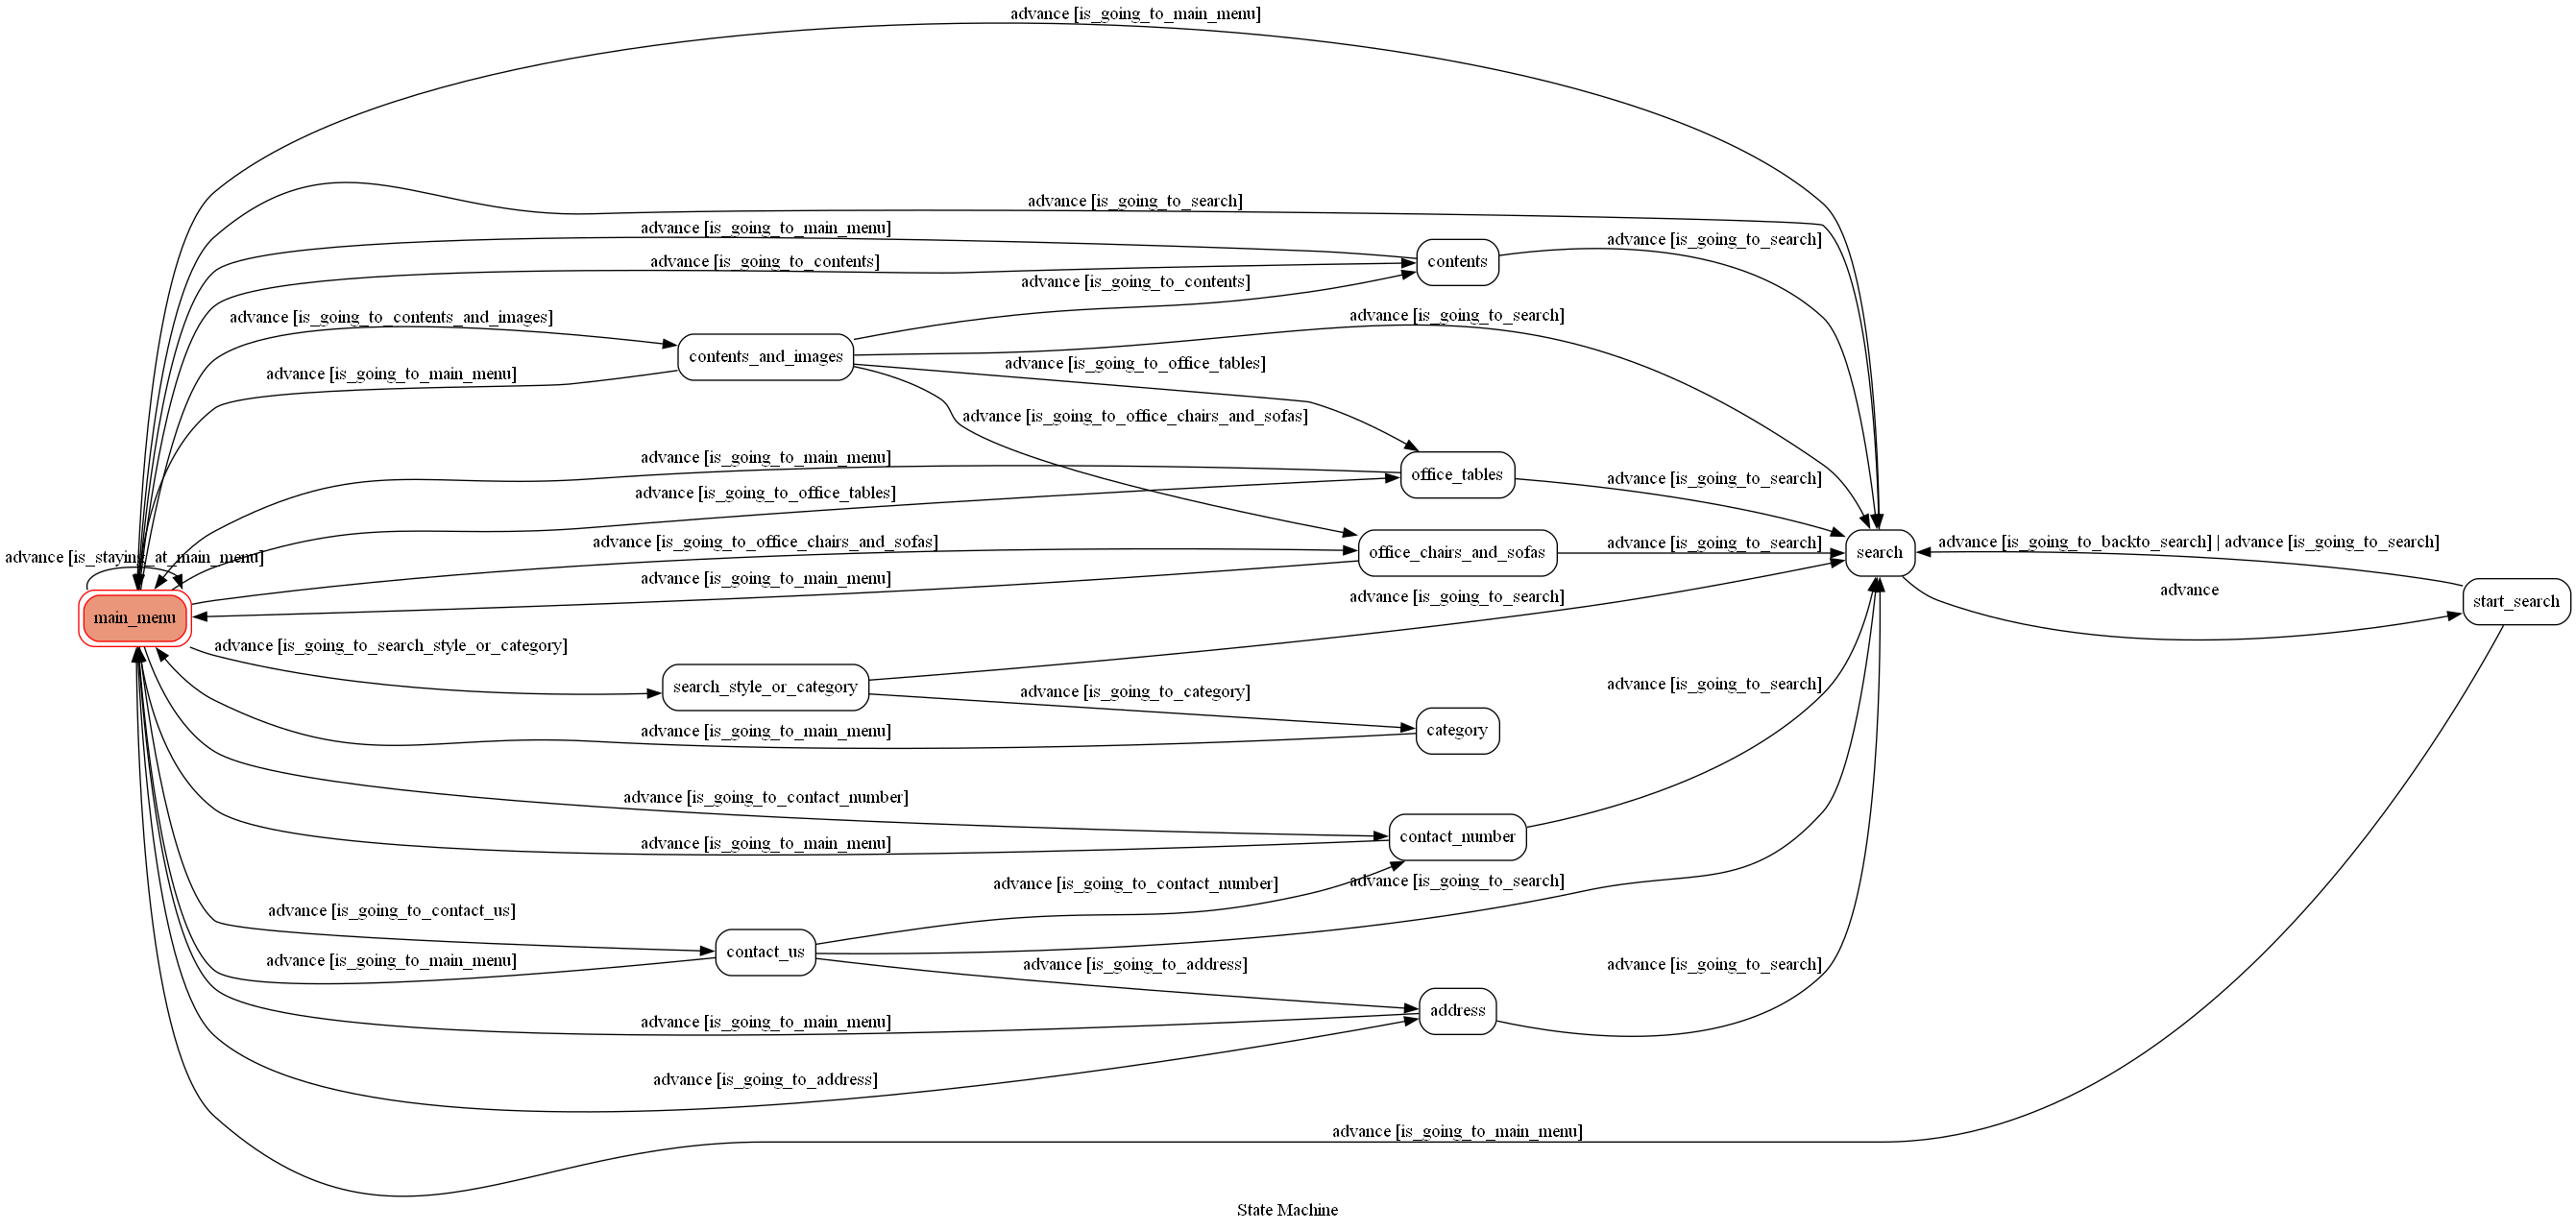 advance [is_going_to_main_menu]
advance [is_going_to_search]
advance [is_going_to_main_menu]
advance [is_going_to_search]
advance [is_going_to_contents]
contents
advance [is_going_to_contents]
advance [is_going_to_contents_and_images]
advance [is_going_to_search]
contents_and_images
advance [is_going_to_office_tables]
advance [is_going_to_main_menu]
advance [is_going_to_office_chairs_and_sofas]
advance [is_going_to_main_menu]
office_tables
advance [is_going_to_search]
advance [is_going_to_office_tables]
advance [is_going_to_office_chairs_and_sofas]
advance [is_going_to_search]
advance [is_going_to_backto_search] | advance [is_going_to_search]
office_chairs_and_sofas
search
advance [is_staying_at_main_menu]
advance [is_going_to_main_menu]
advance
advance [is_going_to_search]
start_search
main_menu
advance [is_going_to_search_style_or_category]
search_style_or_category
advance [is_going_to_category]
advance [is_going_to_search]
advance [is_going_to_main_menu]
category
advance [is_going_to_contact_number]
contact_number
advance [is_going_to_main_menu]
advance [is_going_to_contact_number]
advance [is_going_to_search]
advance [is_going_to_contact_us]
contact_us
advance [is_going_to_main_menu]
advance [is_going_to_address]
advance [is_going_to_search]
address
advance [is_going_to_main_menu]
advance [is_going_to_address]
advance [is_going_to_main_menu]
State Machine